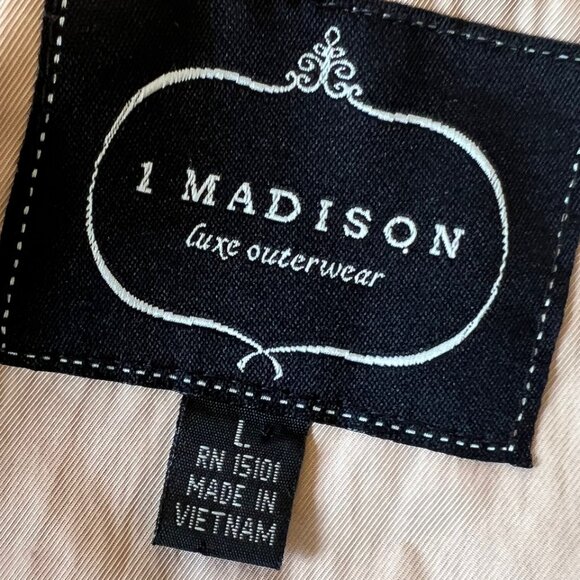 1 MADISON
luxe outerwear
L
RN 15101
MADE IN
VIETNAM